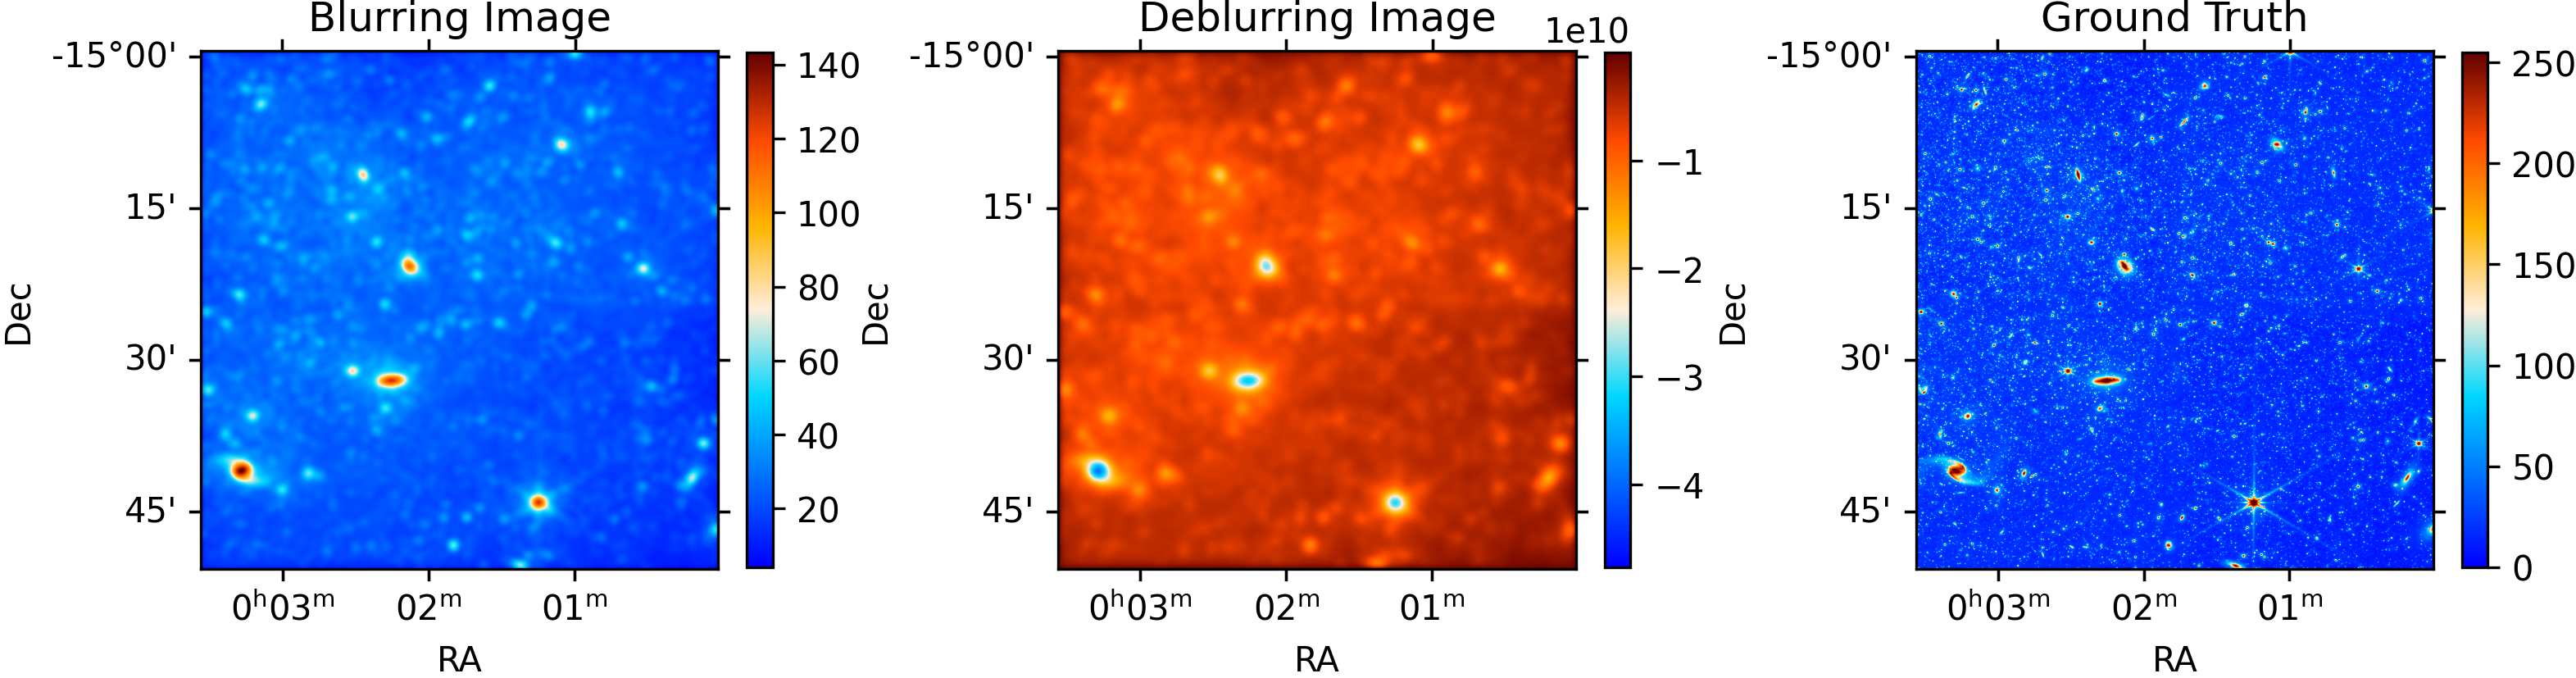 Blurring Image
-15°00'
15'
30'
45'
Dec
0ʰ03ᵐ 02ᵐ 01ᵐ
RA
140
120
100
80
60
40
20
Deblurring Image
1e10
-15°00'
15'
30'
45'
Dec
0ʰ03ᵐ 02ᵐ 01ᵐ
RA
−1
−2
−3
−4
Ground Truth
-15°00'
15'
30'
45'
Dec
0ʰ03ᵐ 02ᵐ 01ᵐ
RA
250
200
150
100
50
0